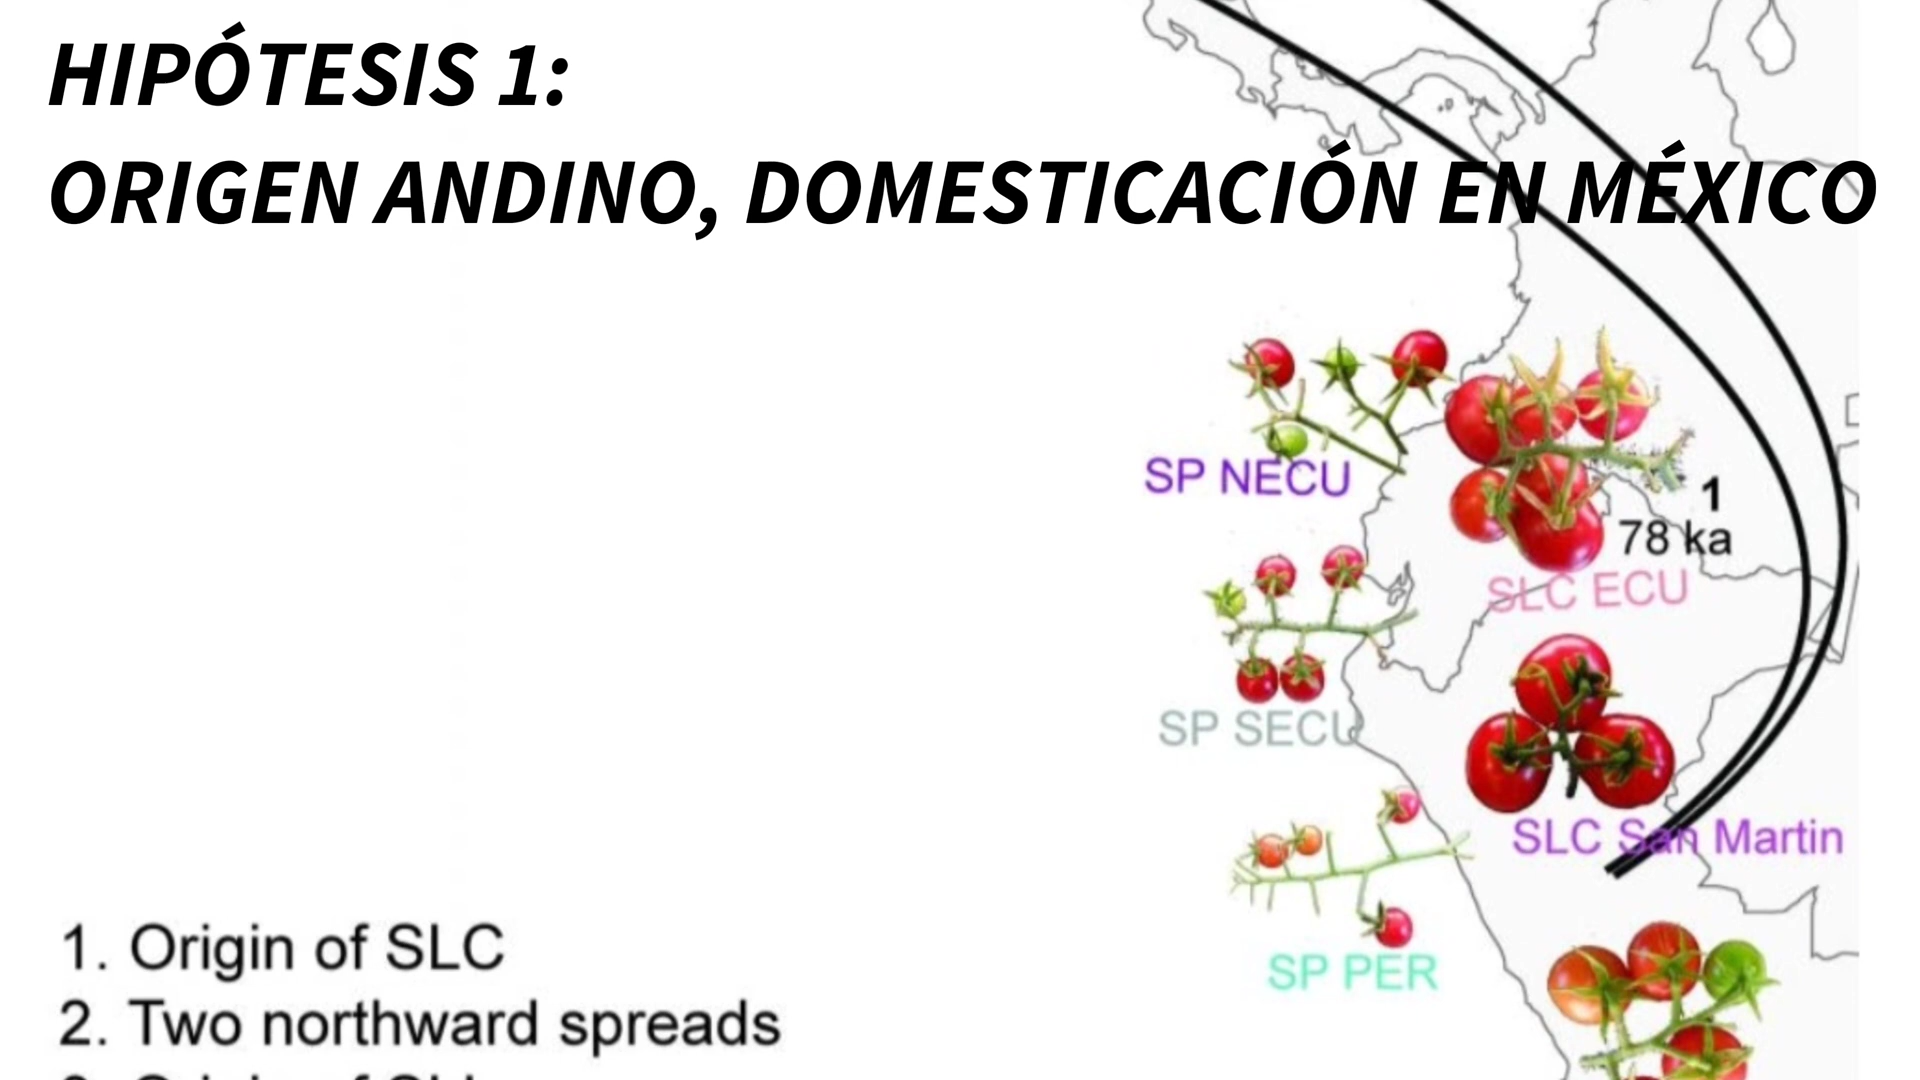 HIPÓTESIS 1:
ORIGEN ANDINO, DOMESTICACIÓN EN MÉXICO
SP NECU
1
78 ka
SLC ECU
SP SECU
SLC San Martin
SP PER
1. Origin of SLC
2. Two northward spreads